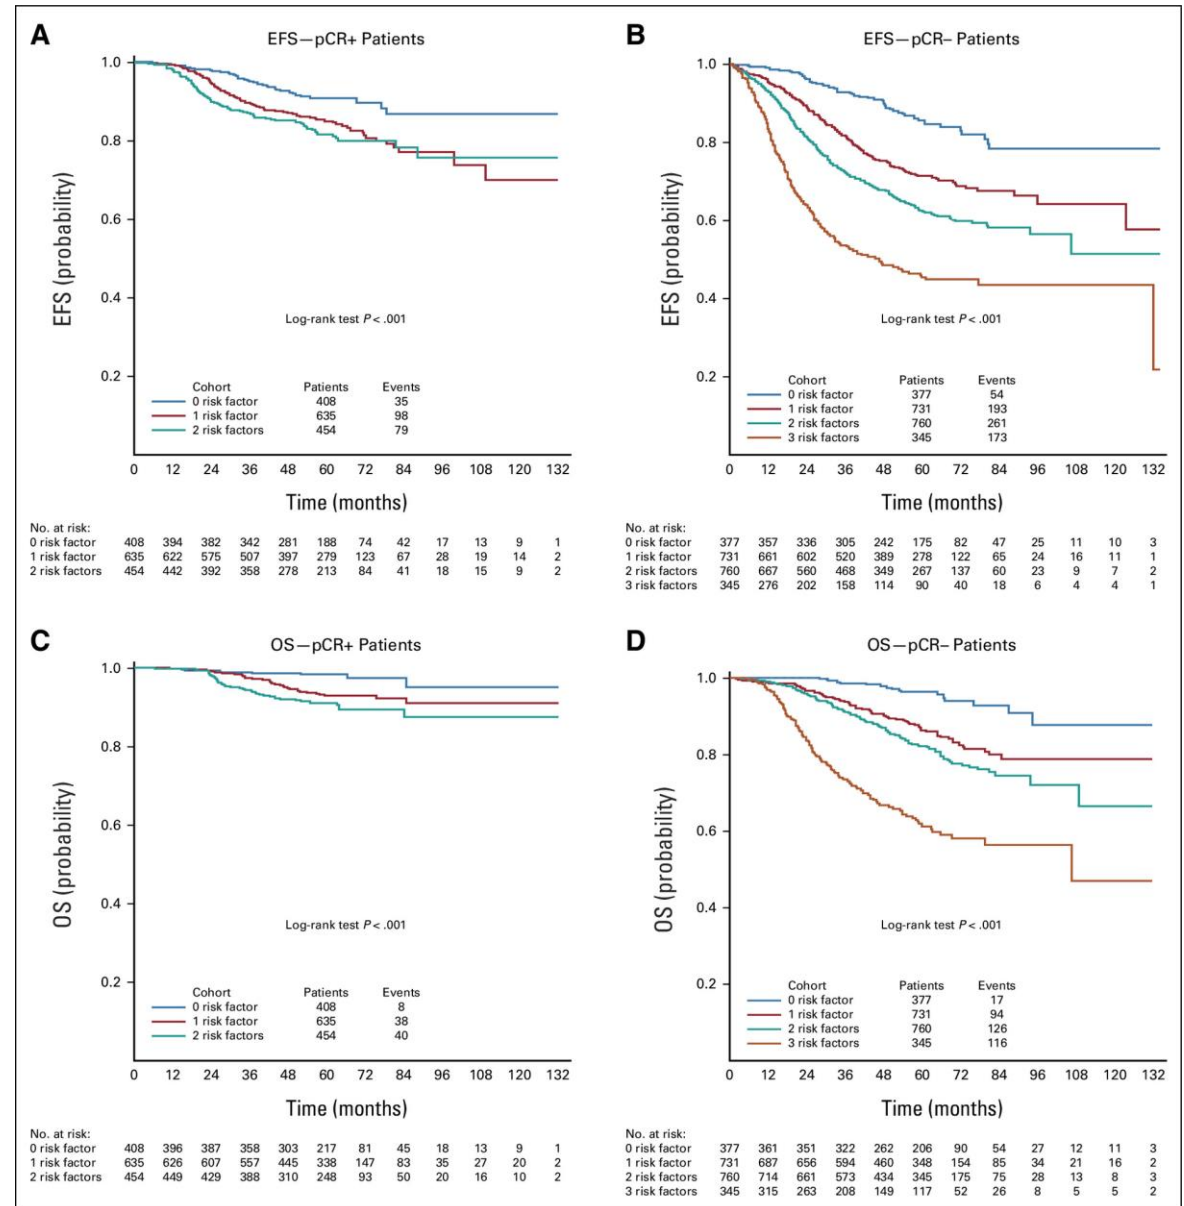 A
EFS—pCR+ Patients
1.0
0.8
0.6
0.4
0.2
EFS (probability)
Log-rank test P < .001
Cohort Patients Events
0 risk factor 408 35
1 risk factor 635 98
2 risk factors 454 79
0 12 24 36 48 60 72 84 96 108 120 132
Time (months)
No. at risk:
0 risk factor 408 394 382 342 281 188 74 42 17 13 9 1
1 risk factor 635 622 575 507 397 279 123 67 28 19 14 2
2 risk factors 454 442 392 358 278 213 84 41 18 15 9 2
B
EFS—pCR– Patients
1.0
0.8
0.6
0.4
0.2
EFS (probability)
Log-rank test P < .001
Cohort Patients Events
0 risk factor 377 54
1 risk factor 731 193
2 risk factors 760 261
3 risk factors 345 173
0 12 24 36 48 60 72 84 96 108 120 132
Time (months)
No. at risk:
0 risk factor 377 357 336 305 242 175 82 47 25 11 10 3
1 risk factor 731 661 602 520 389 278 122 65 24 16 11 1
2 risk factors 760 667 560 468 349 267 137 60 23 9 7 2
3 risk factors 345 276 202 158 114 90 40 18 6 4 4 1
C
OS—pCR+ Patients
1.0
0.8
0.6
0.4
0.2
OS (probability)
Log-rank test P < .001
Cohort Patients Events
0 risk factor 408 8
1 risk factor 635 38
2 risk factors 454 40
0 12 24 36 48 60 72 84 96 108 120 132
Time (months)
No. at risk:
0 risk factor 408 396 387 358 303 217 81 45 18 13 9 1
1 risk factor 635 626 607 557 445 338 147 83 35 27 20 2
2 risk factors 454 449 429 388 310 248 93 50 20 16 10 2
D
OS—pCR– Patients
1.0
0.8
0.6
0.4
0.2
OS (probability)
Log-rank test P < .001
Cohort Patients Events
0 risk factor 377 17
1 risk factor 731 94
2 risk factors 760 126
3 risk factors 345 116
0 12 24 36 48 60 72 84 96 108 120 132
Time (months)
No. at risk:
0 risk factor 377 361 351 322 262 206 90 54 27 12 11 3
1 risk factor 731 687 656 594 460 348 154 85 34 21 16 2
2 risk factors 760 714 661 573 434 345 175 75 28 13 8 3
3 risk factors 345 315 263 208 149 117 52 26 8 5 5 2